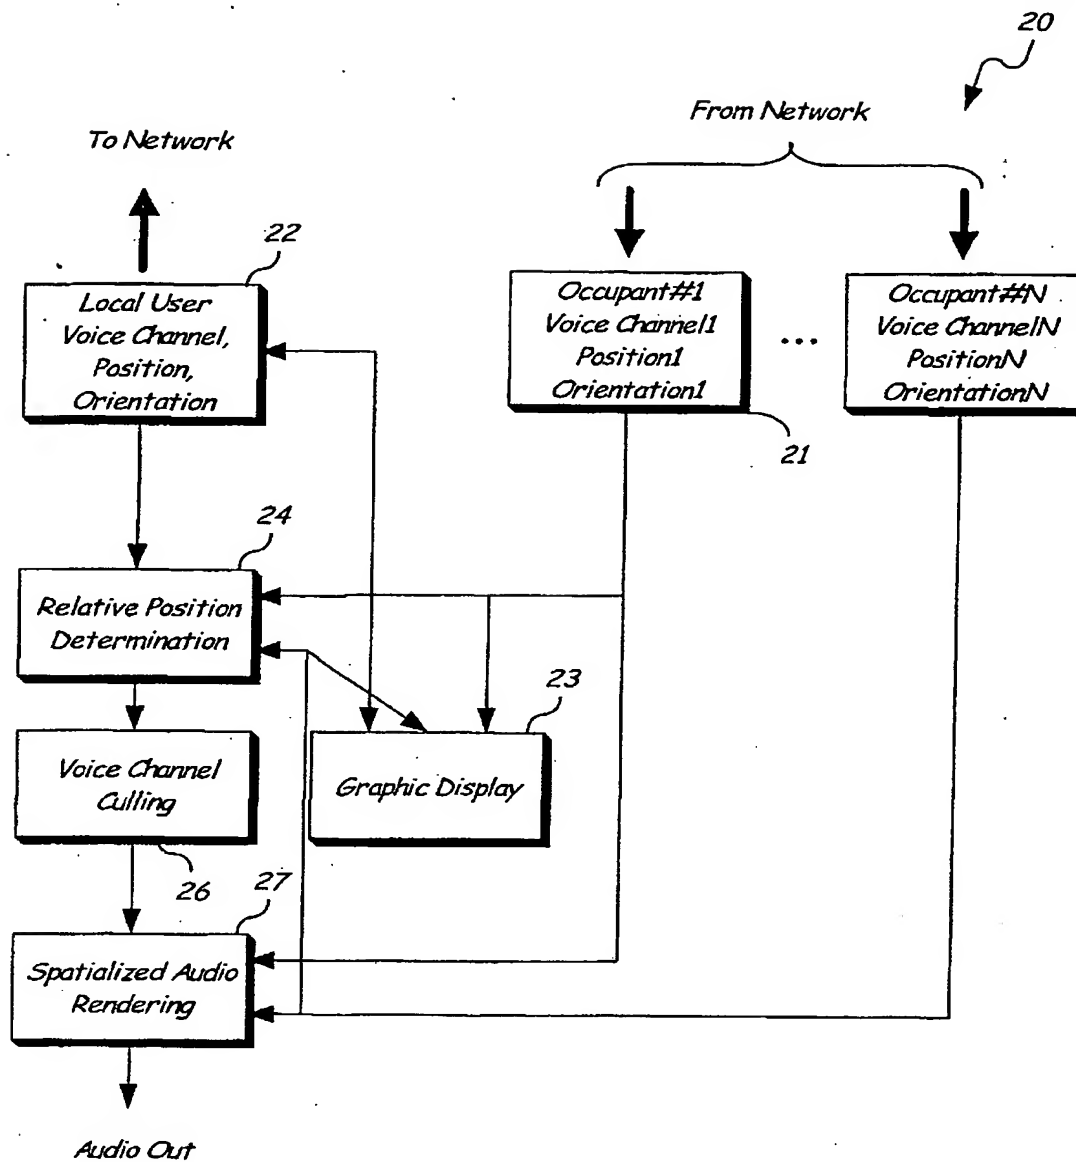 20
From Network
To Network
22
Local User
Voice Channel,
Position,
Orientation
Occupant#1
Voice Channel1
Position1
Orientation1
...
Occupant#N
Voice ChannelN
PositionN
OrientationN
21
24
Relative Position
Determination
23
Graphic Display
Voice Channel
Culling
26
27
Spatialized Audio
Rendering
Audio Out